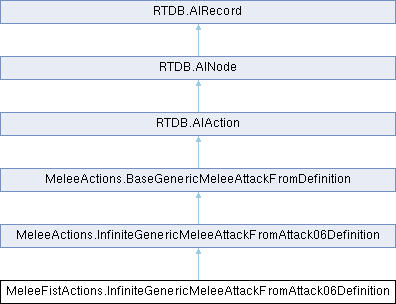 RTDB.AIRecord
RTDB.AINode
RTDB.AIAction
MeleeActions.BaseGenericMeleeAttackFromDefinition
MeleeActions.InfiniteGenericMeleeAttackFromAttack06Definition
MeleeFistActions.InfiniteGenericMeleeAttackFromAttack06Definition